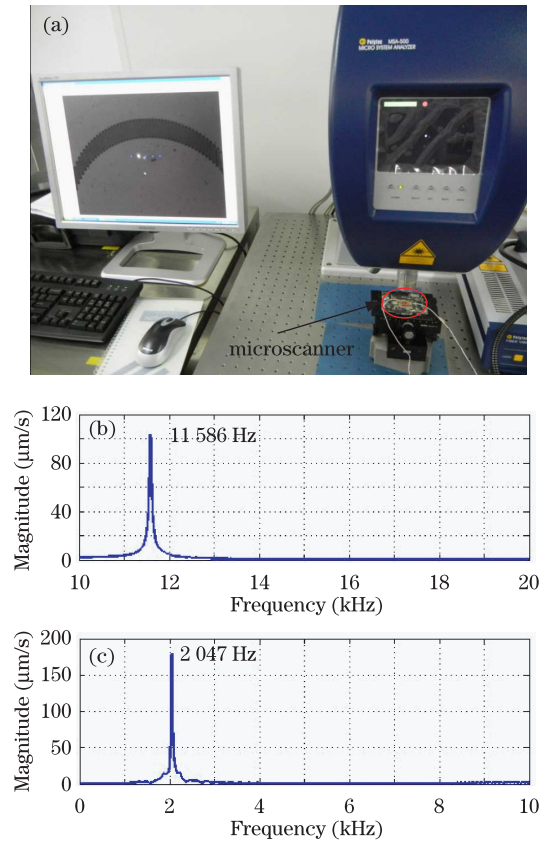 (a)
Polytec MSA-500
MICRO SYSTEM ANALYZER
microscanner
(b)
11 586 Hz
Magnitude (μm/s)
120
80
40
0
10 12 14 16 18 20
Frequency (kHz)
(c)
2 047 Hz
Magnitude (μm/s)
200
150
100
50
0
0 2 4 6 8 10
Frequency (kHz)